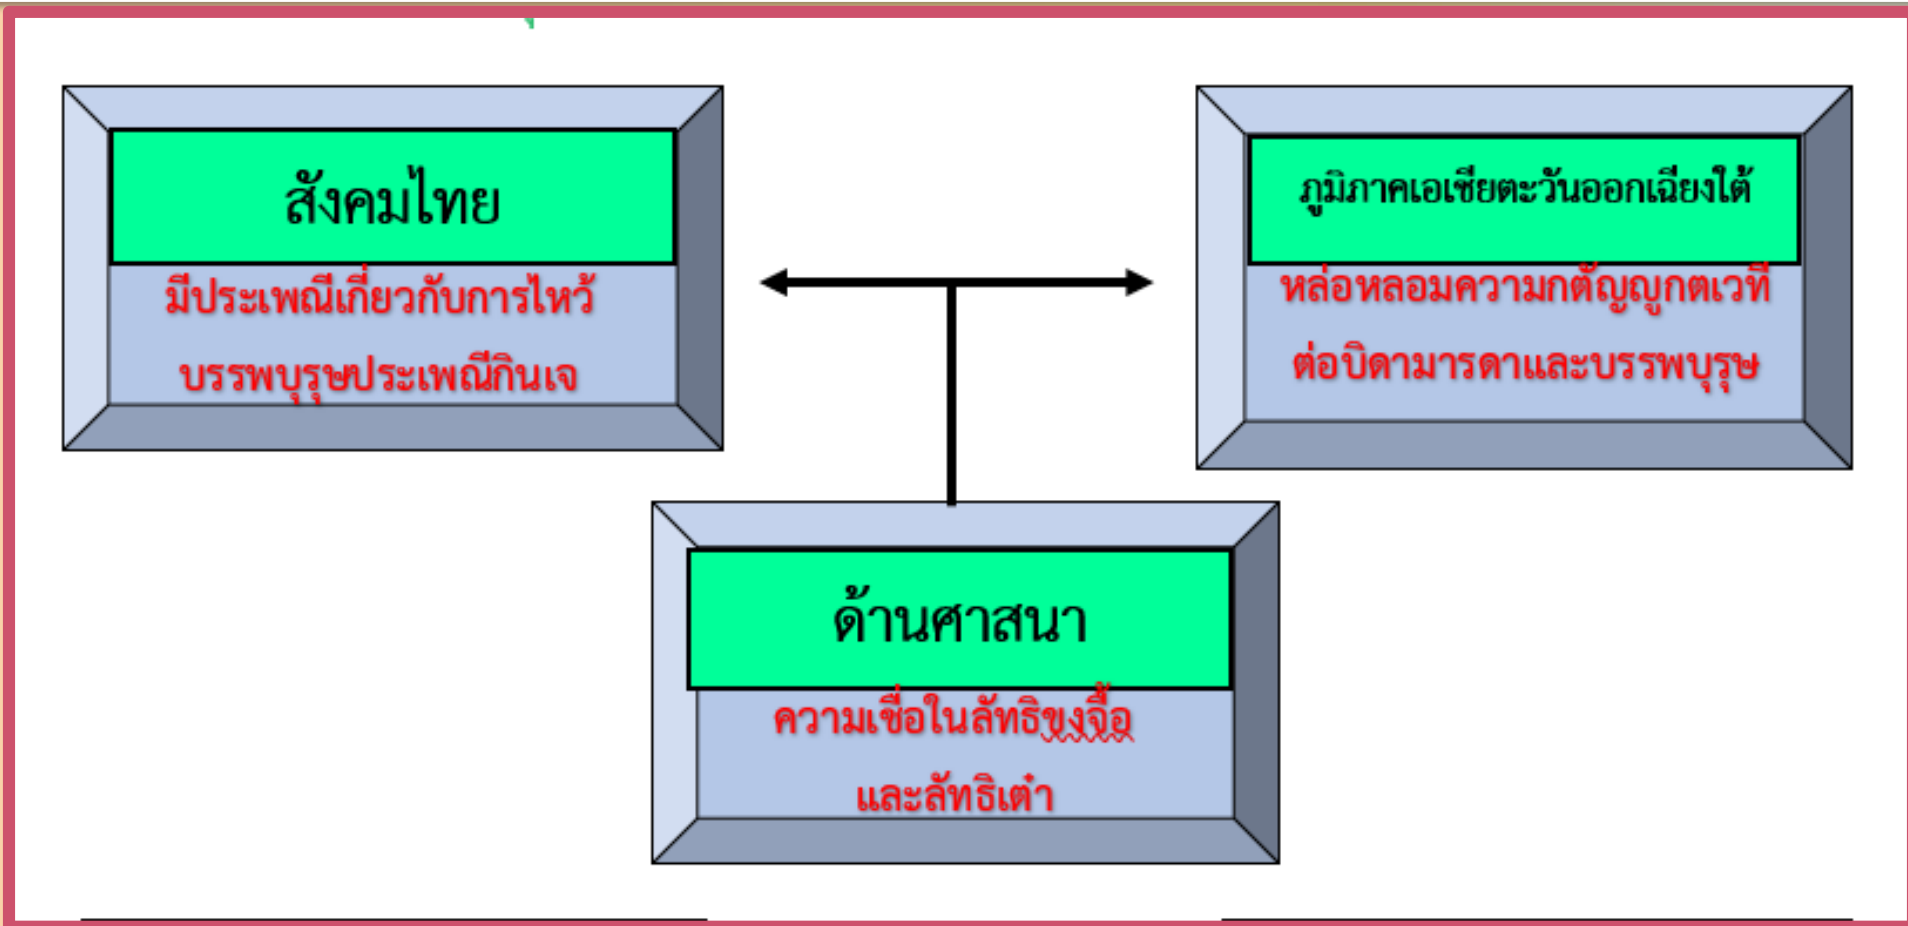 สังคมไทย
มีประเพณีเกี่ยวกับการไหว้
บรรพบุรุษประเพณีกินเจ
ภูมิภาคเอเชียตะวันออกเฉียงใต้
หล่อหลอมความกตัญญูกตเวที
ต่อบิดามารดาและบรรพบุรุษ
ด้านศาสนา
ความเชื่อในลัทธิขงจื้อ
และลัทธิเต๋า